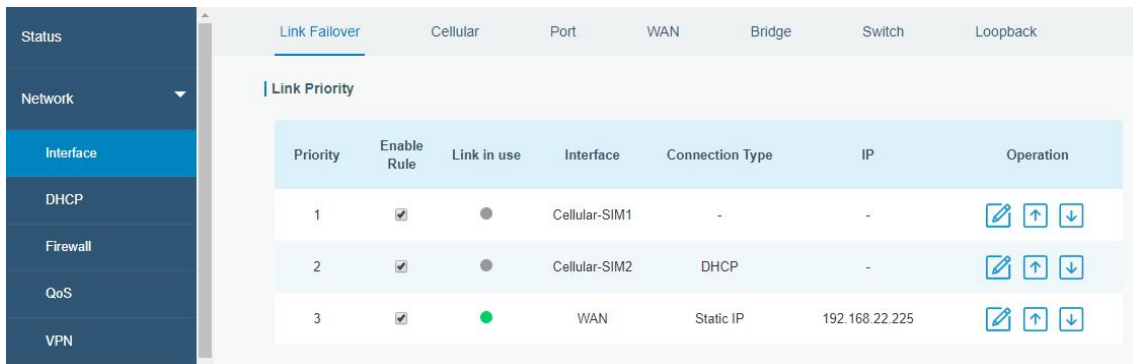 Status
Network
Interface
DHCP
Firewall
QoS
VPN
Link Failover Cellular Port WAN Bridge Switch Loopback
Link Priority
Priority Enable Rule Link in use Interface Connection Type IP Operation
1 Cellular-SIM1 - -
2 Cellular-SIM2 DHCP -
3 WAN Static IP 192.168.22.225